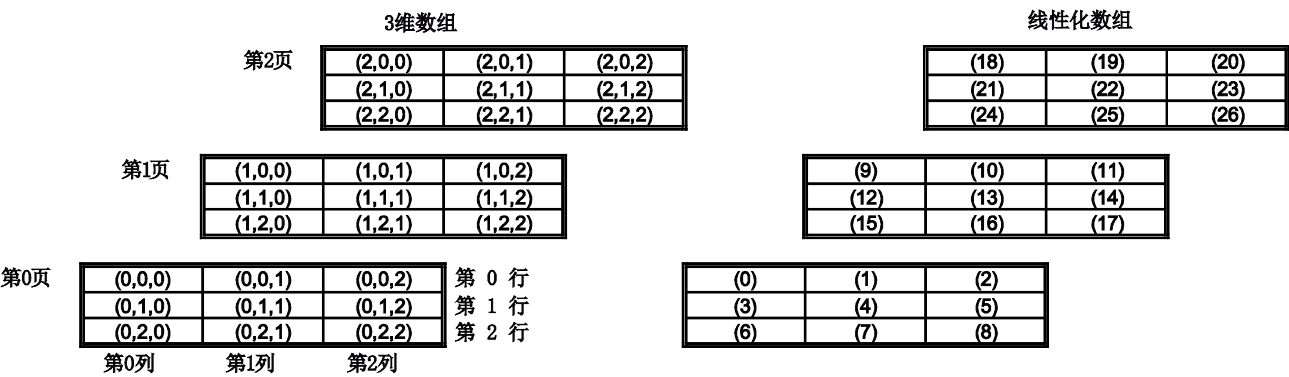 3维数组 线性化数组
第2页 (2,0,0) (2,0,1) (2,0,2) (18) (19) (20)
(2,1,0) (2,1,1) (2,1,2) (21) (22) (23)
(2,2,0) (2,2,1) (2,2,2) (24) (25) (26)
第1页 (1,0,0) (1,0,1) (1,0,2) (9) (10) (11)
(1,1,0) (1,1,1) (1,1,2) (12) (13) (14)
(1,2,0) (1,2,1) (1,2,2) (15) (16) (17)
第0页 (0,0,0) (0,0,1) (0,0,2) 第 0 行 (0) (1) (2)
(0,1,0) (0,1,1) (0,1,2) 第 1 行 (3) (4) (5)
(0,2,0) (0,2,1) (0,2,2) 第 2 行 (6) (7) (8)
第0列 第1列 第2列